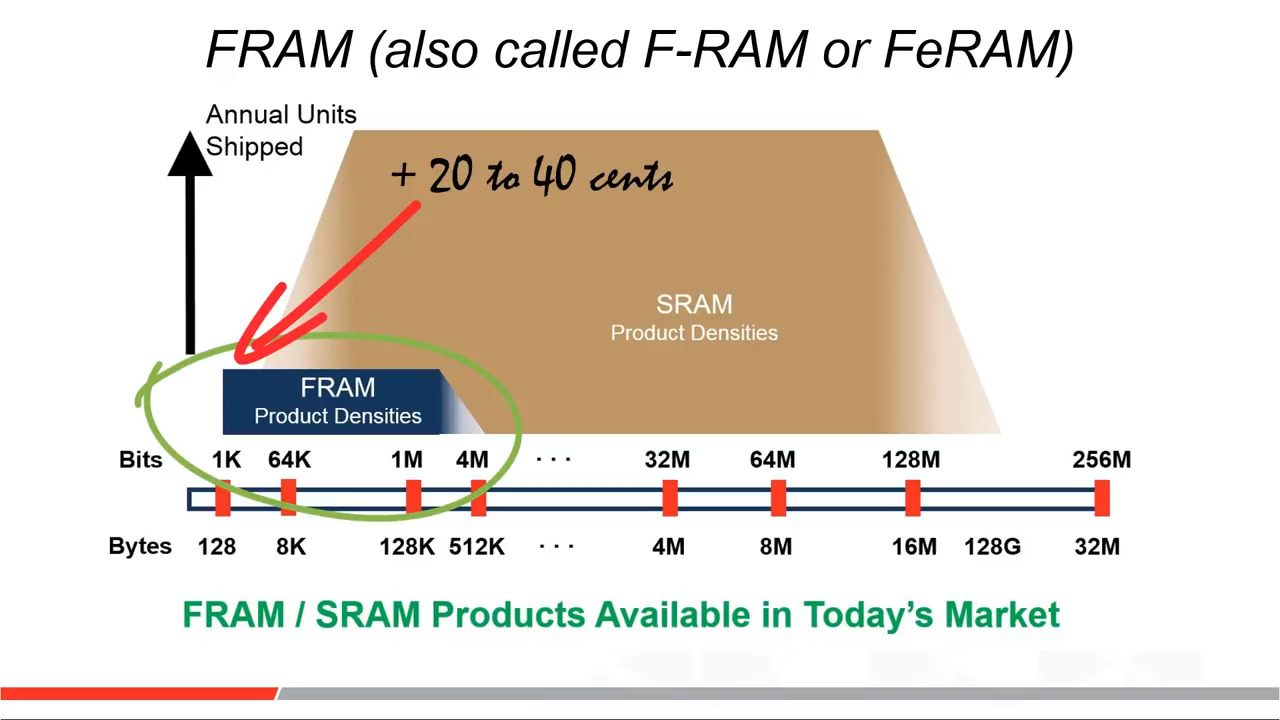 FRAM (also called F-RAM or FeRAM)
Annual Units
Shipped
+ 20 to 40 cents
SRAM
Product Densities
FRAM
Product Densities
Bits 1K 64K 1M 4M ... 32M 64M 128M 256M
Bytes 128 8K 128K 512K ... 4M 8M 16M 128G 32M
FRAM / SRAM Products Available in Today's Market